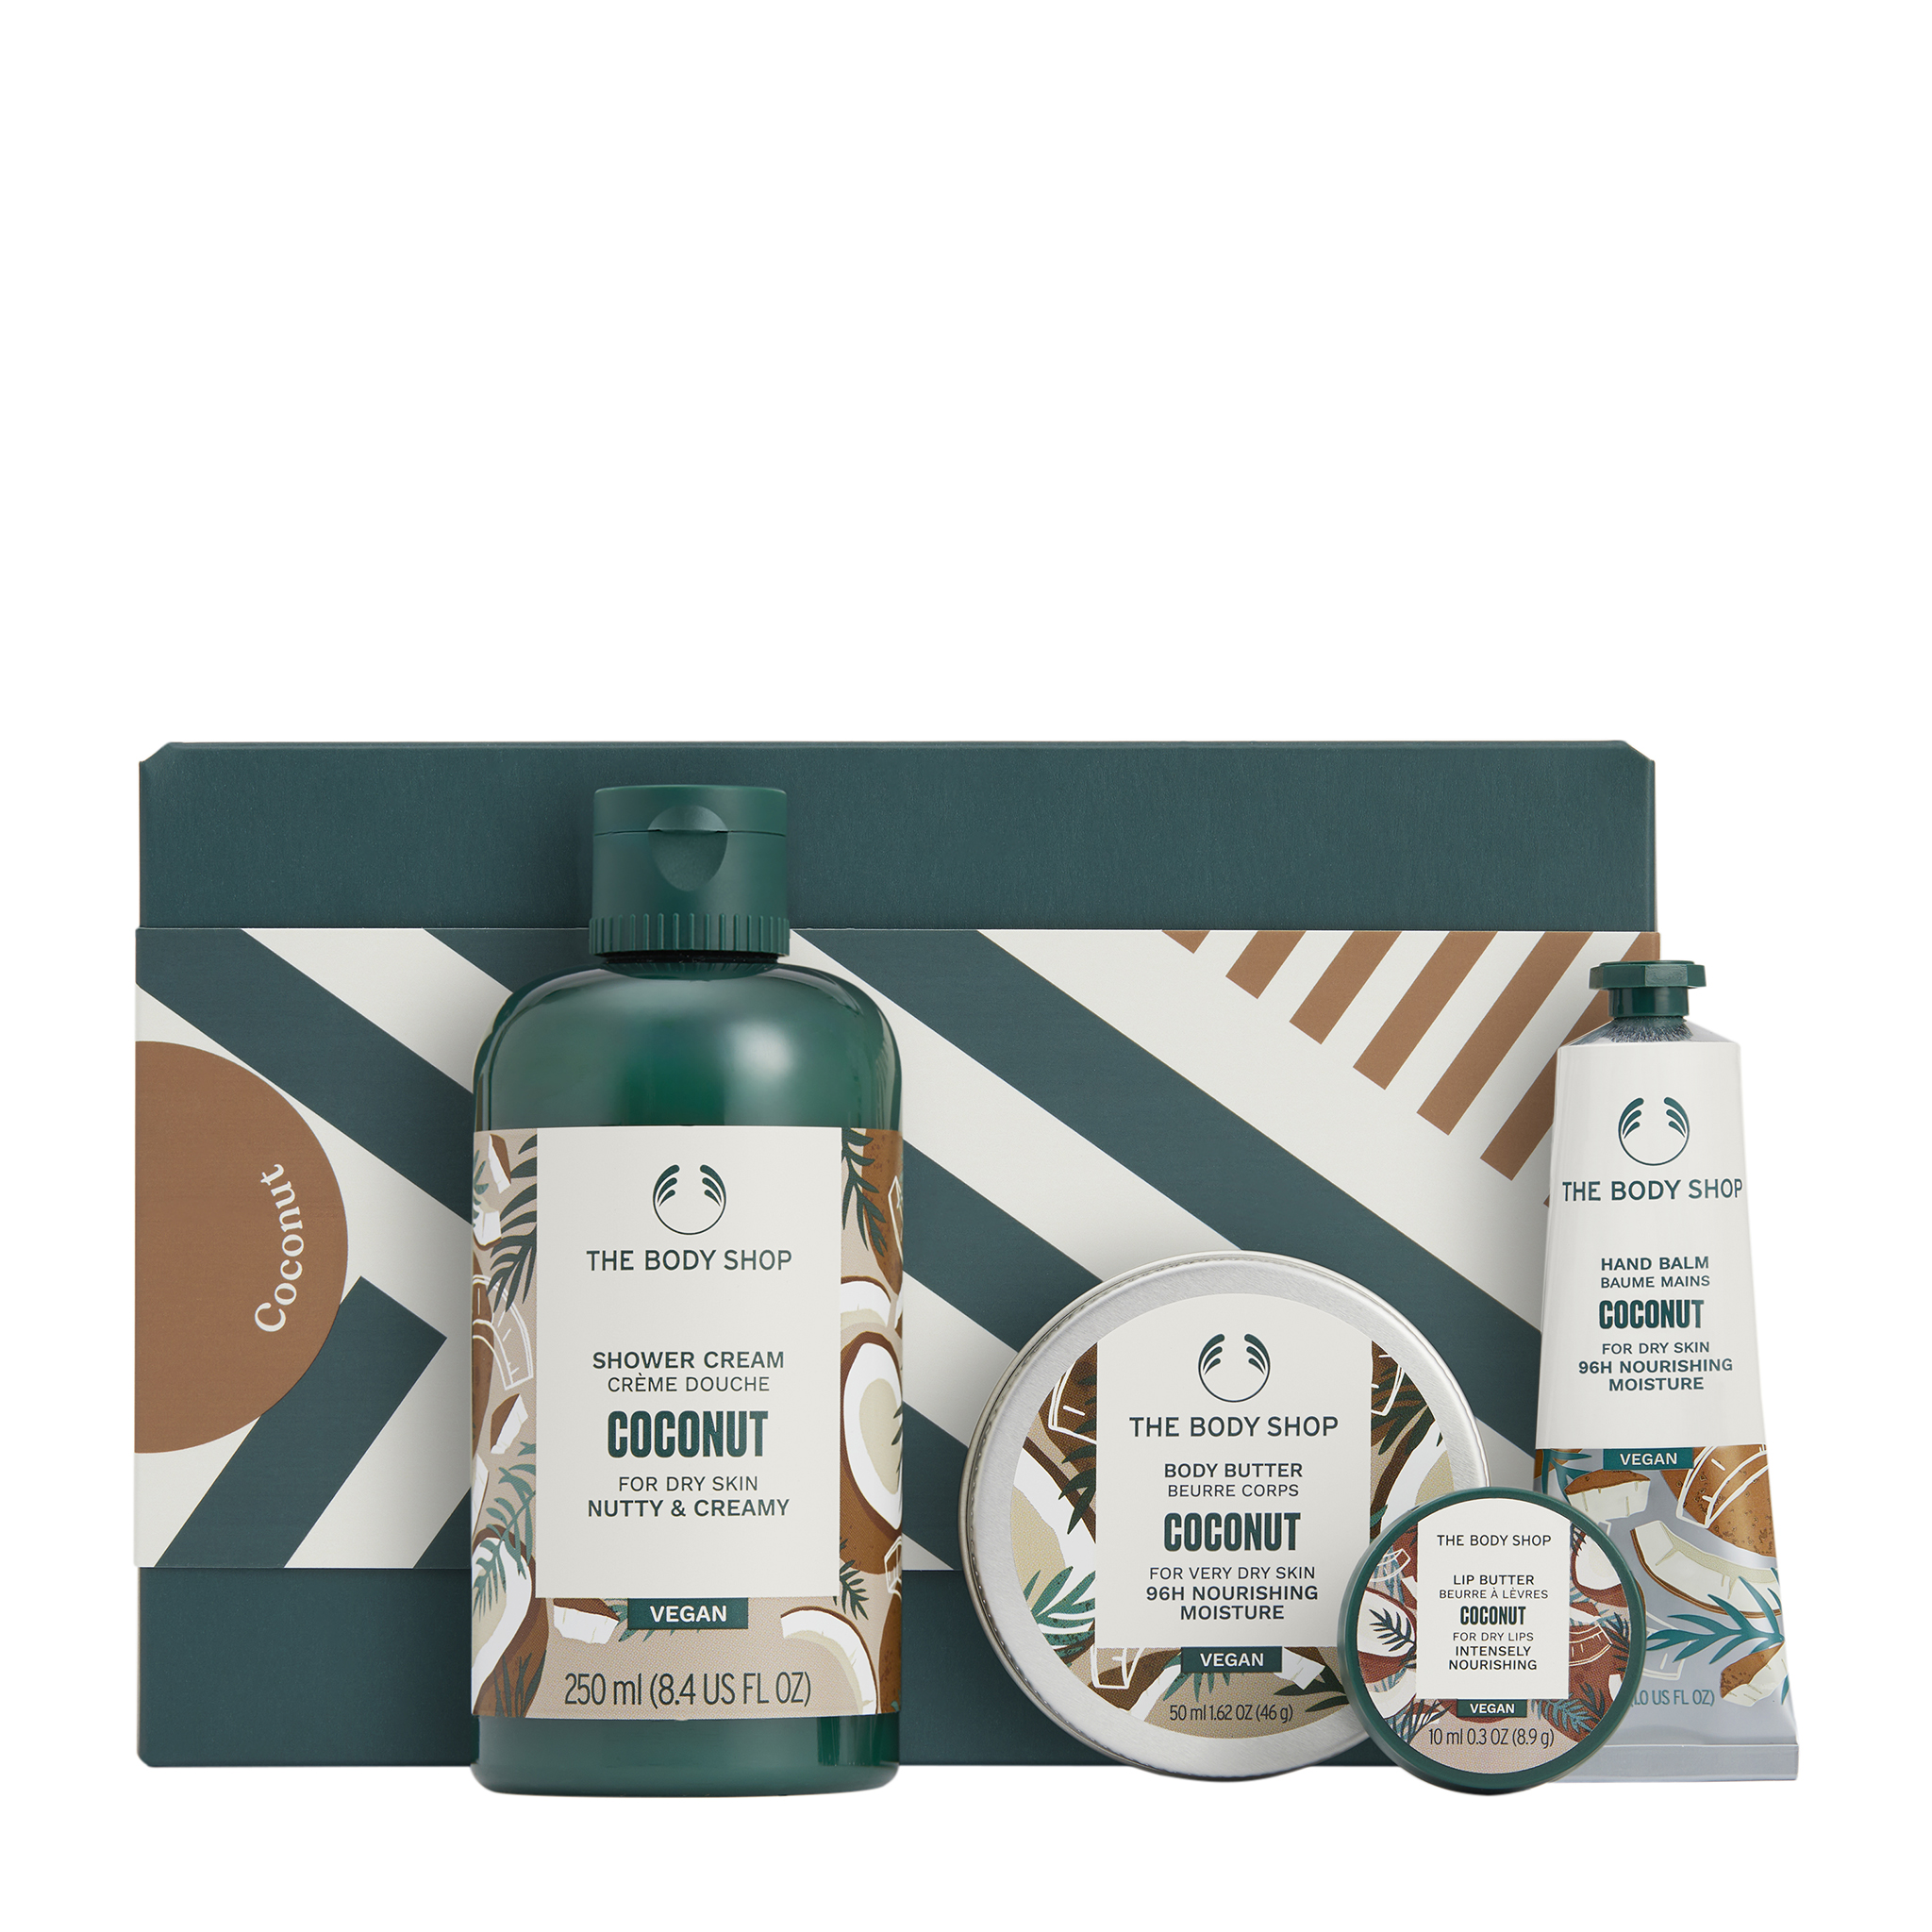 Coconut
THE BODY SHOP
SHOWER CREAM
CRÈME DOUCHE
COCONUT
FOR DRY SKIN
NUTTY & CREAMY
VEGAN
250 ml (8.4 US FL OZ)
THE BODY SHOP
BODY BUTTER
BEURRE CORPS
COCONUT
FOR VERY DRY SKIN
96H NOURISHING
MOISTURE
VEGAN
50 ml 1.62 OZ (46 g)
THE BODY SHOP
LIP BUTTER
BEURRE À LÈVRES
COCONUT
FOR DRY LIPS
INTENSELY
NOURISHING
VEGAN
10 ml 0.3 OZ (8.9 g)
THE BODY SHOP
HAND BALM
BAUME MAINS
COCONUT
FOR DRY SKIN
96H NOURISHING
MOISTURE
VEGAN
US FL OZ)